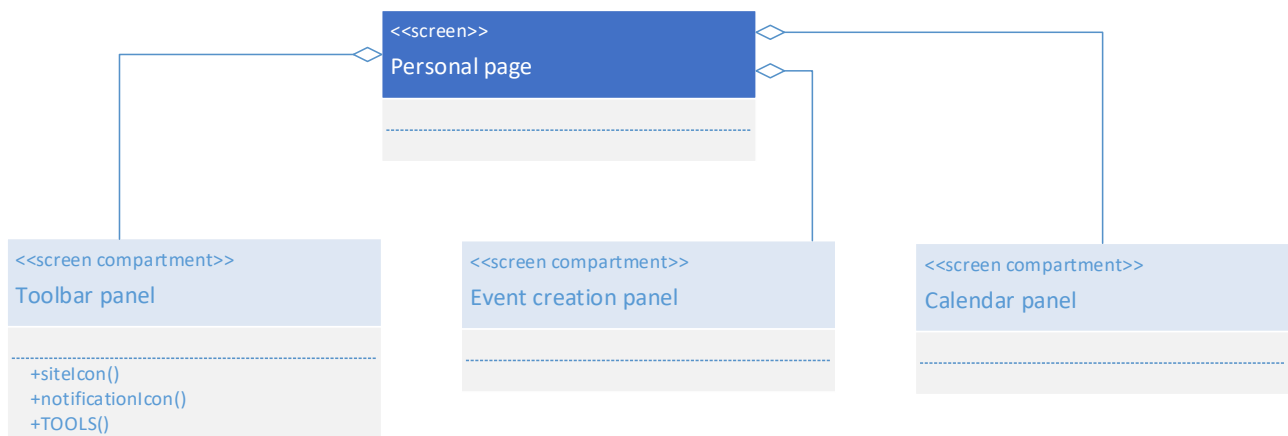 <<screen>>
Personal page
<<screen compartment>>
Toolbar panel
+siteIcon()
+notificationIcon()
+TOOLS()
<<screen compartment>>
Event creation panel
<<screen compartment>>
Calendar panel